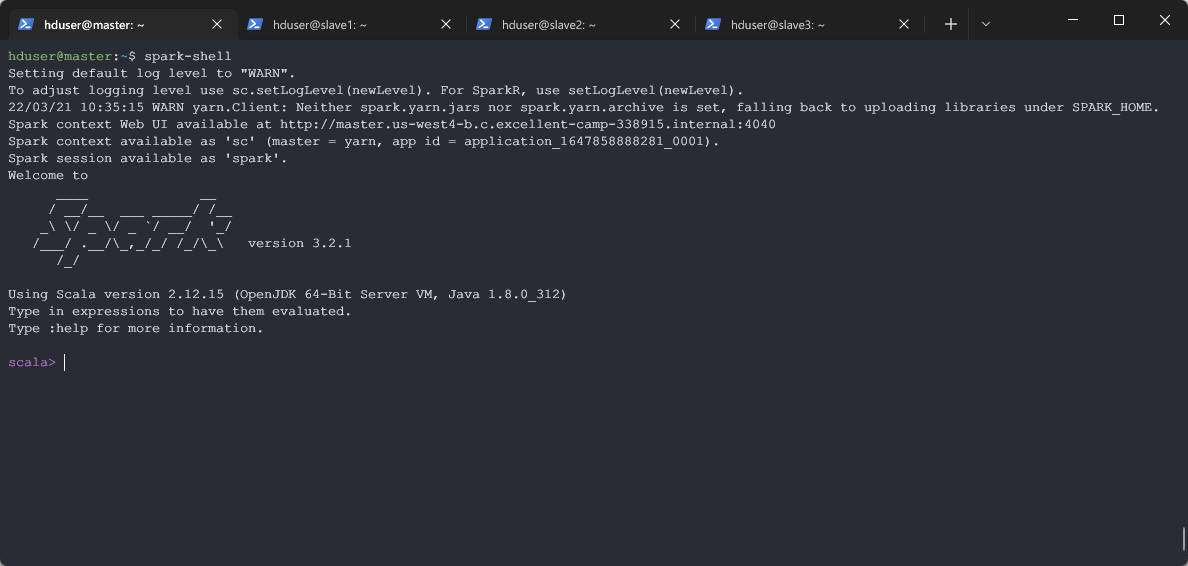 hduser@master: ~
hduser@slave1: ~
hduser@slave2: ~
hduser@slave3: ~
hduser@master:~$ spark-shell
Setting default log level to "WARN".
To adjust logging level use sc.setLogLevel(newLevel). For SparkR, use setLogLevel(newLevel).
22/03/21 10:35:15 WARN yarn.Client: Neither spark.yarn.jars nor spark.yarn.archive is set, falling back to uploading libraries under SPARK_HOME.
Spark context Web UI available at http://master.us-west4-b.c.excellent-camp-338915.internal:4040
Spark context available as 'sc' (master = yarn, app id = application_1647858888281_0001).
Spark session available as 'spark'.
Welcome to
      ____              __
     / __/__  ___ _____/ /__
    _\ \/ _ \/ _ `/ __/  '_/
   /___/ .__/\_,_/_/ /_/\_\   version 3.2.1
      /_/
Using Scala version 2.12.15 (OpenJDK 64-Bit Server VM, Java 1.8.0_312)
Type in expressions to have them evaluated.
Type :help for more information.
scala>